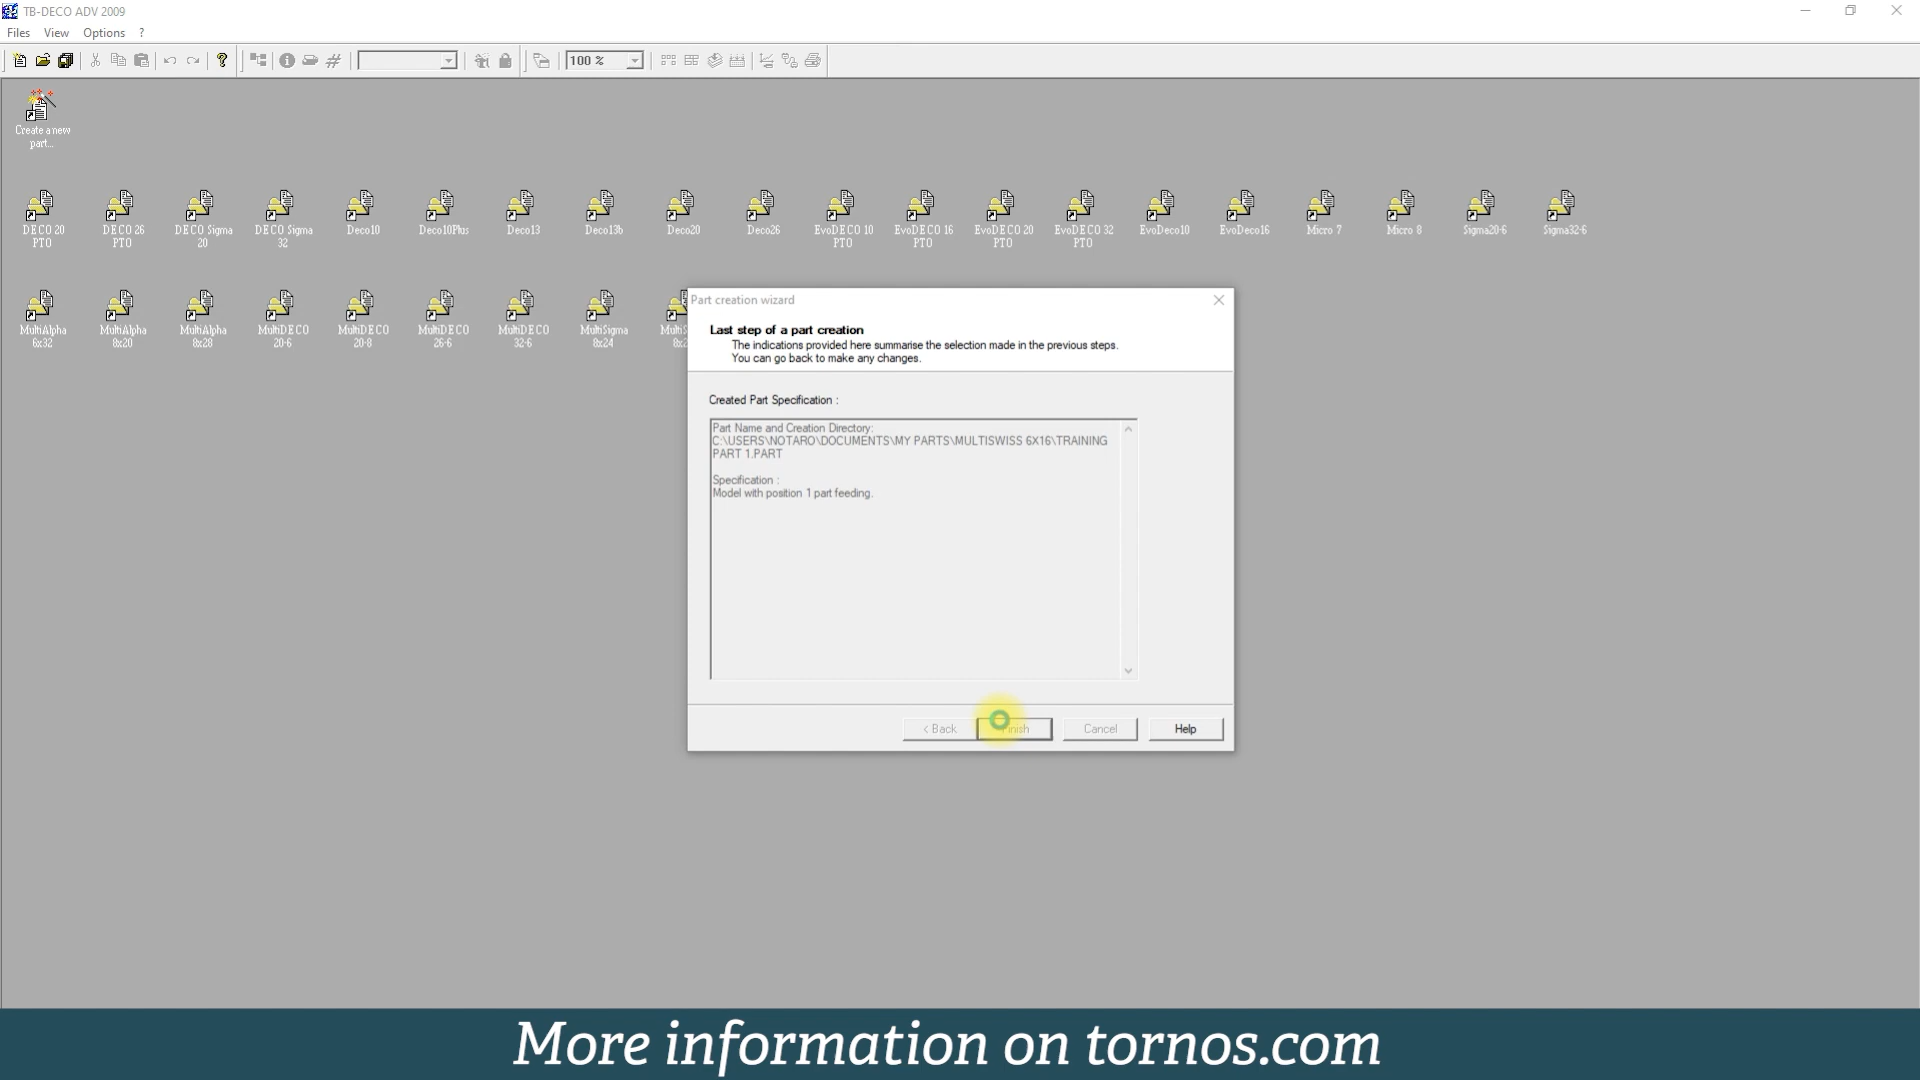 TB-DECO ADV 2009
Files View Options ?
100 %
Create a new
part...
DECO 20
PTO
DECO 26
PTO
DECO Sigma
20
DECO Sigma
32
Deco10
Deco10Plus
Deco13
Deco13b
Deco20
Deco26
EvoDECO 10
PTO
EvoDECO 16
PTO
EvoDECO 20
PTO
EvoDECO 32
PTO
EvoDeco10
EvoDeco16
Micro 7
Micro 8
Sigma20-6
Sigma32-6
MultiAlpha
6x32
MultiAlpha
8x20
MultiAlpha
8x28
MultiDECO
20-6
MultiDECO
20-8
MultiDECO
26-6
MultiDECO
32-6
MultiSigma
8x24
Part creation wizard
Last step of a part creation
The indications provided here summarise the selection made in the previous steps.
You can go back to make any changes.
Created Part Specification :
Part Name and Creation Directory:
C:\USERS\NOTARO\DOCUMENTS\MY PARTS\MULTISWISS 6X16\TRAINING
PART 1.PART
Specification :
Model with position 1 part feeding.
< Back
Finish
Cancel
Help
More information on tornos.com